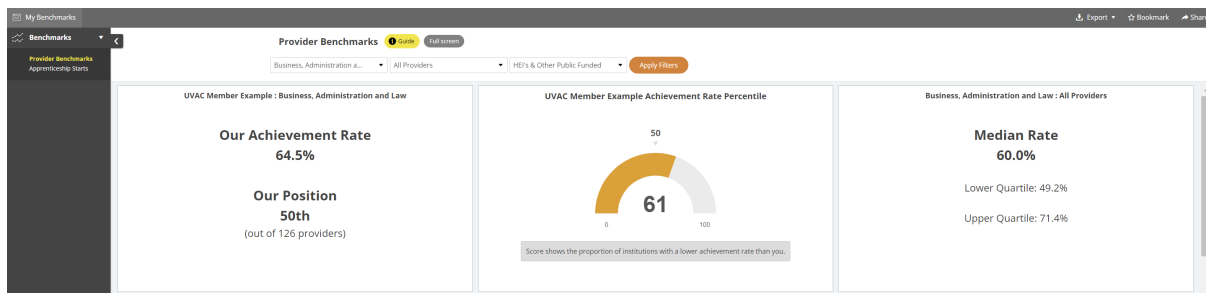 My Benchmarks
Export
Bookmark
Share
Benchmarks
Provider Benchmarks
Apprenticeship Starts
Provider Benchmarks
Guide
Full screen
Business, Administration a...
All Providers
HEI's & Other Public Funded
Apply Filters
UVAC Member Example : Business, Administration and Law
Our Achievement Rate
64.5%
Our Position
50th
(out of 126 providers)
UVAC Member Example Achievement Rate Percentile
50
61
0
100
Score shows the proportion of institutions with a lower achievement rate than you.
Business, Administration and Law : All Providers
Median Rate
60.0%
Lower Quartile: 49.2%
Upper Quartile: 71.4%